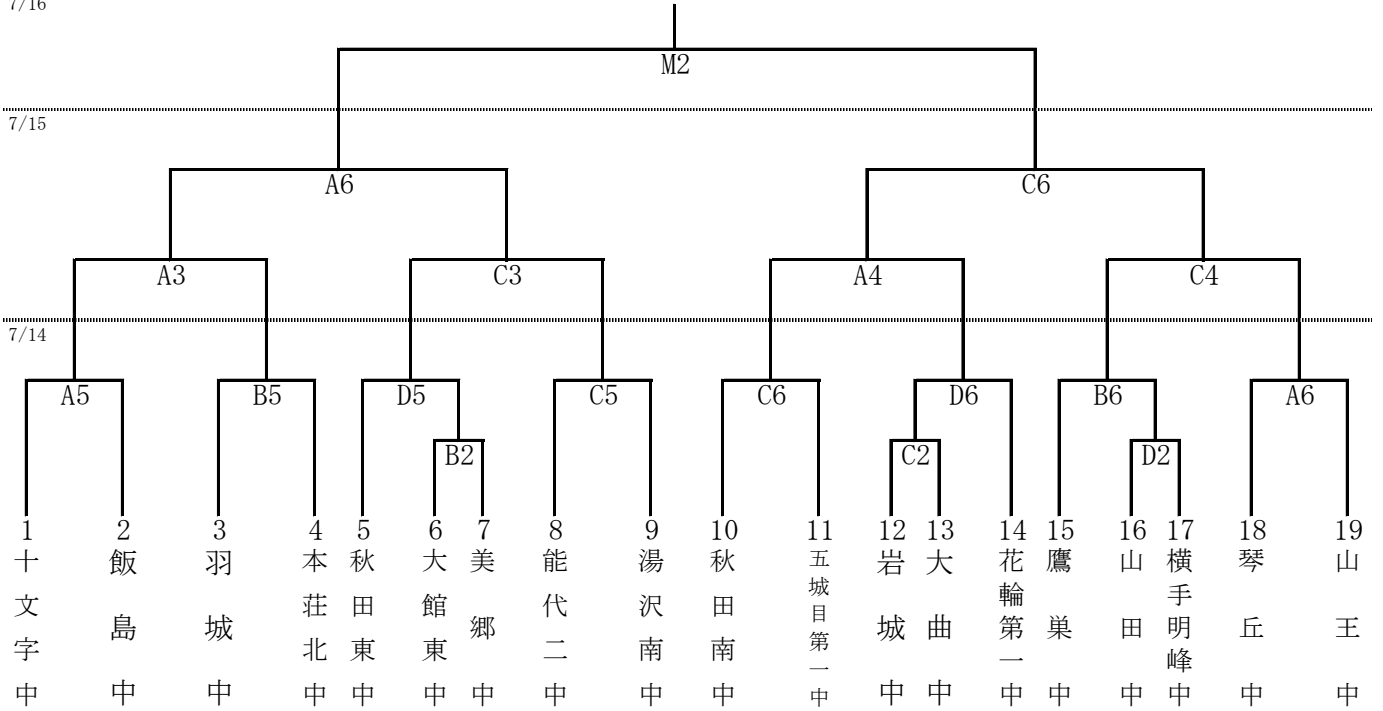 7/16
M2
7/15
A6
C6
A3
C3
A4
C4
7/14
A5
B5
D5
C5
C6
D6
B6
A6
B2
C2
D2
1
2
3
4
5
6
7
8
9
10
11
12
13
14
15
16
17
18
19
十文字中
飯島中
羽城中
本荘北中
秋田東中
大館東中
美郷中
能代二中
湯沢南中
秋田南中
五城目第一中
岩城中
大曲中
花輪第一中
鷹巣中
山田中
横手明峰中
琴丘中
山王中